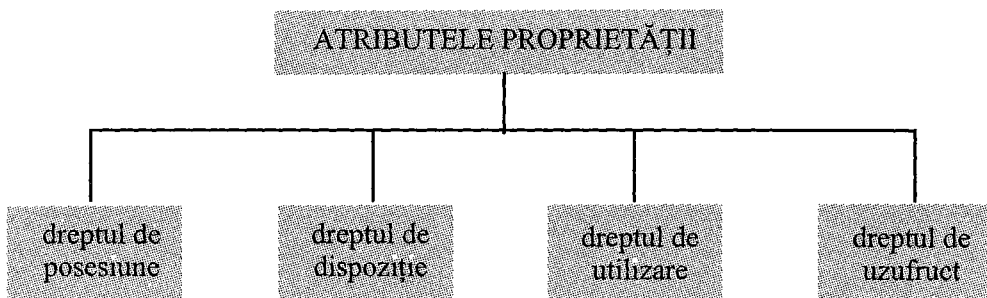 ATRIBUTELE PROPRIETĂȚII
dreptul de
posesiune
dreptul de
dispoziție
dreptul de
utilizare
dreptul de
uzufruct